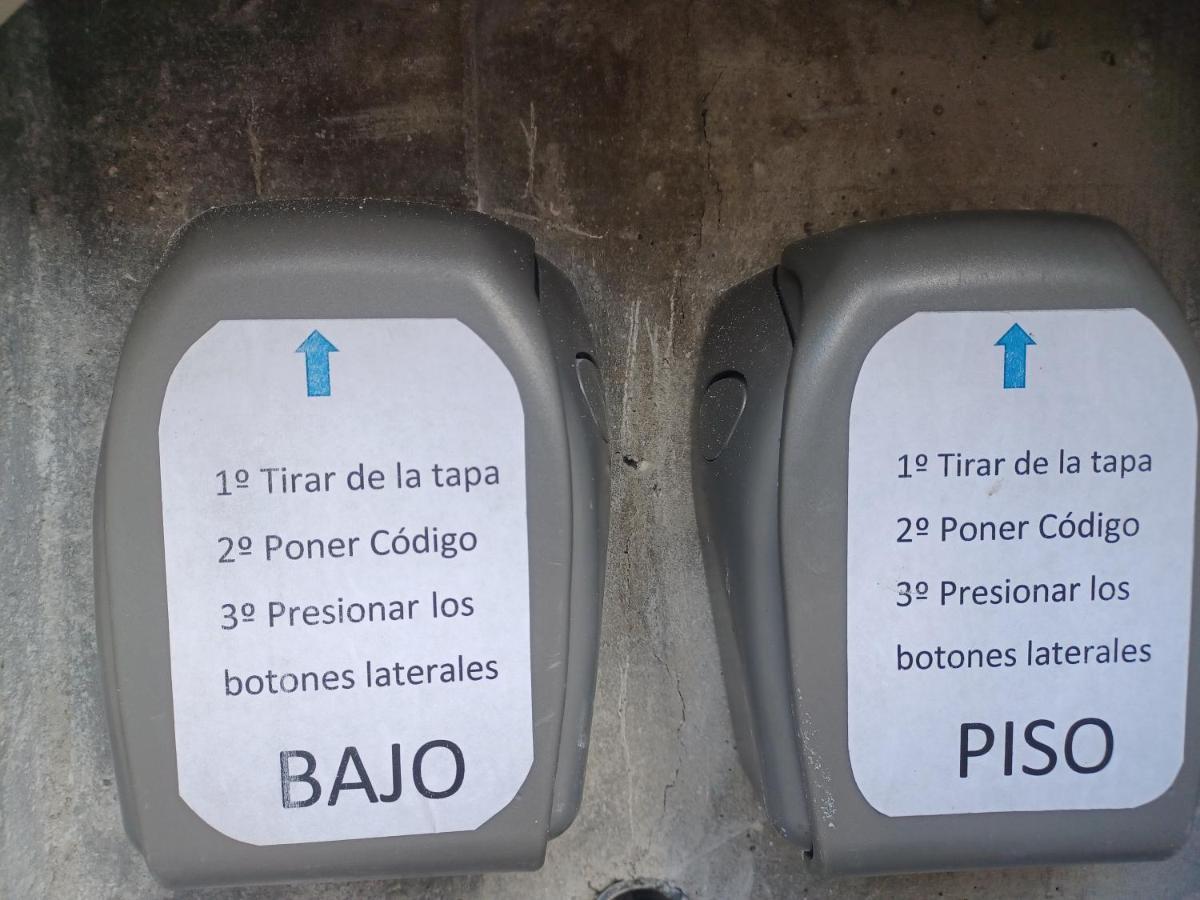 1º Tirar de la tapa
2º Poner Código
3º Presionar los
botones laterales
BAJO
1º Tirar de la tapa
2º Poner Código
3º Presionar los
botones laterales
PISO